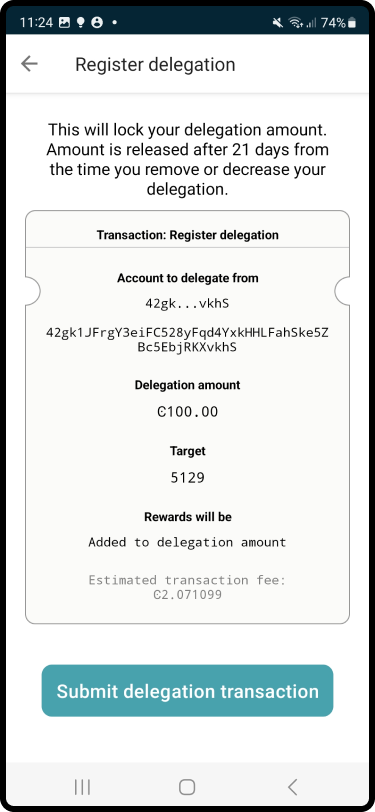 11:24 74%
Register delegation
This will lock your delegation amount.
Amount is released after 21 days from
the time you remove or decrease your
delegation.
Transaction: Register delegation
Account to delegate from
42gk...vkhS
42gk1JFrgY3eiFC528yFqd4YxkHHLFahSke5Z
Bc5EbjRKXvkhS
Delegation amount
Ͼ100.00
Target
5129
Rewards will be
Added to delegation amount
Estimated transaction fee:
Ͼ2.071099
Submit delegation transaction